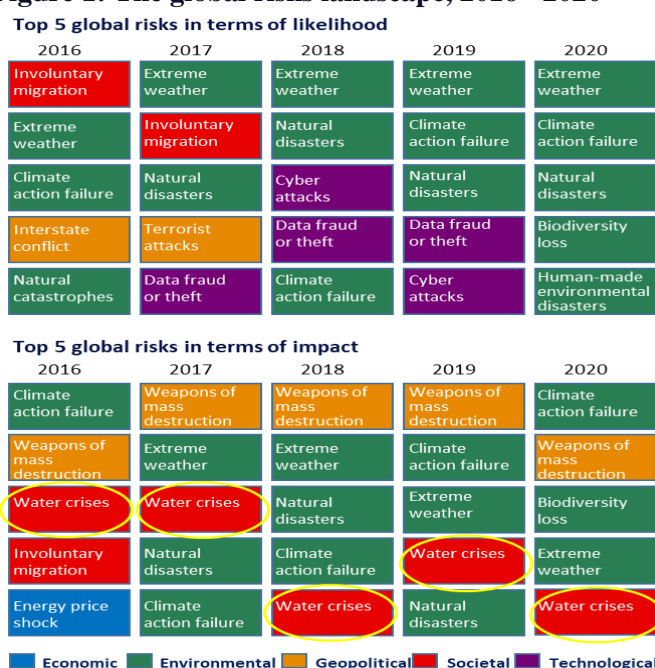 The global risks landscape,
Top 5 global risks in terms of likelihood
2016 2017 2018 2019 2020
Involuntary
migration
Extreme
weather
Extreme
weather
Extreme
weather
Extreme
weather
Extreme
weather
Involuntary
migration
Natural
disasters
Climate
action failure
Climate
action failure
Climate
action failure
Natural
disasters
Cyber
attacks
Natural
disasters
Natural
disasters
Interstate
conflict
Terrorist
attacks
Data fraud
or theft
Data fraud
or theft
Biodiversity
loss
Natural
catastrophes
Data fraud
or theft
Climate
action failure
Cyber
attacks
Human-made
environmental
disasters
Top 5 global risks in terms of impact
2016 2017 2018 2019 2020
Climate
action failure
Weapons of
mass
destruction
Weapons of
mass
destruction
Weapons of
mass
destruction
Climate
action failure
Weapons of
mass
destruction
Extreme
weather
Extreme
weather
Climate
action failure
Weapons of
mass
destruction
Water crises
Water crises
Natural
disasters
Extreme
weather
Biodiversity
loss
Involuntary
migration
Natural
disasters
Climate
action failure
Water crises
Extreme
weather
Energy price
shock
Climate
action failure
Water crises
Natural
disasters
Water crises
Economic Environmental Geopolitical Societal Technological